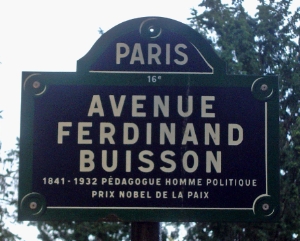 PARIS
16e
AVENUE
FERDINAND
BUISSON
1841-1932 PÉDAGOGUE HOMME POLITIQUE
PRIX NOBEL DE LA PAIX